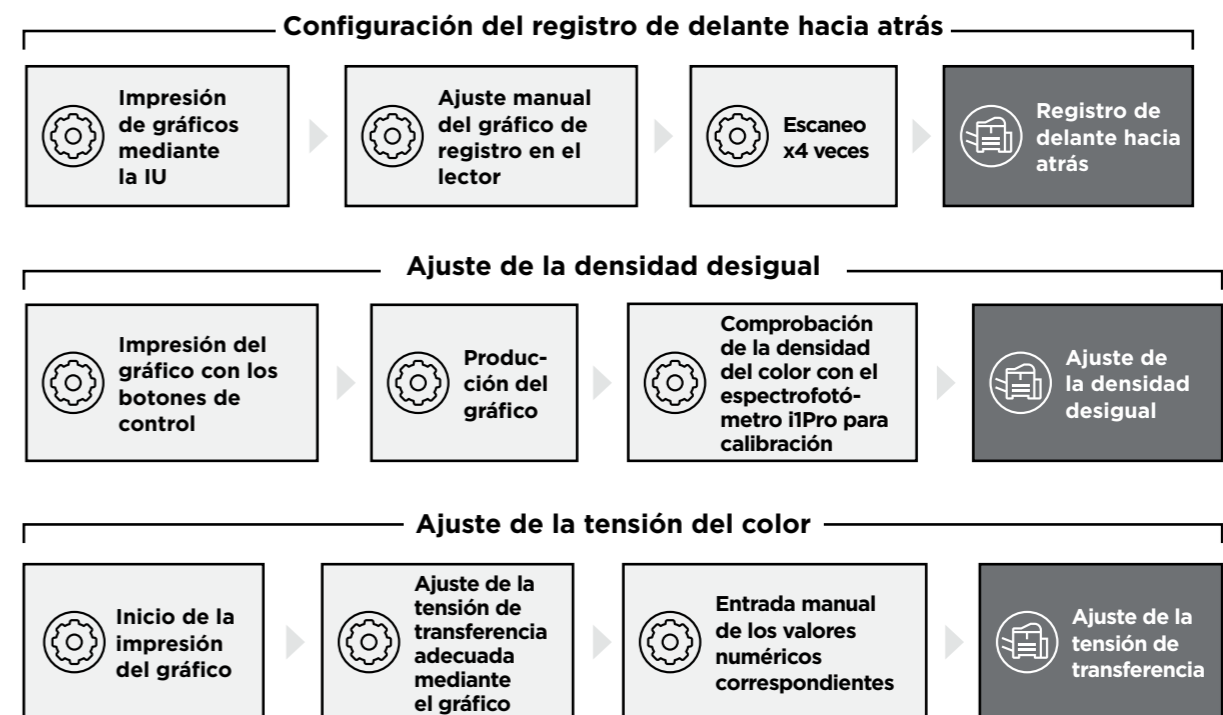 Configuración del registro de delante hacia atrás
Impresión
de gráficos
mediante
la IU
Ajuste manual
del gráfico de
registro en el
lector
Escaneo
x4 veces
Registro de
delante hacia
atrás
Ajuste de la densidad desigual
Impresión del
gráfico con los
botones de
control
Produc-
ción del
gráfico
Comprobación
de la densidad
del color con el
espectrofotó-
metro i1Pro para
calibración
Ajuste de
la densidad
desigual
Ajuste de la tensión del color
Inicio de la
impresión
del gráfico
Ajuste de la
tensión de
transferencia
adecuada
mediante
el gráfico
Entrada manual
de los valores
numéricos
correspondientes
Ajuste de la
tensión de
transferencia